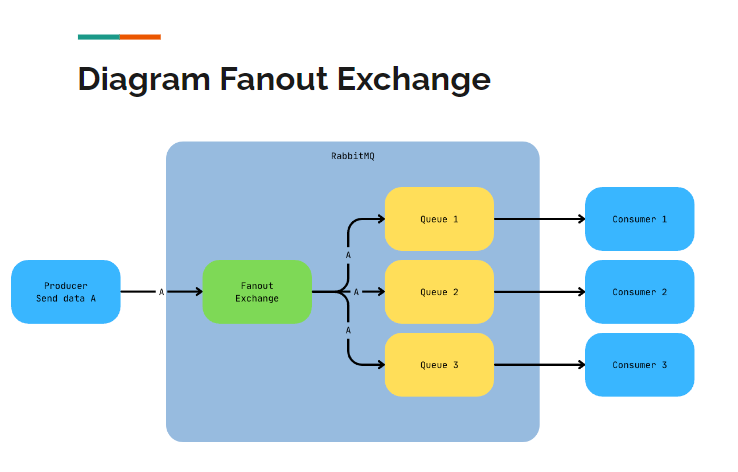 Diagram Fanout Exchange
RabbitMQ
Producer
Send data A
A
Fanout
Exchange
A
A
A
Queue 1
Queue 2
Queue 3
Consumer 1
Consumer 2
Consumer 3